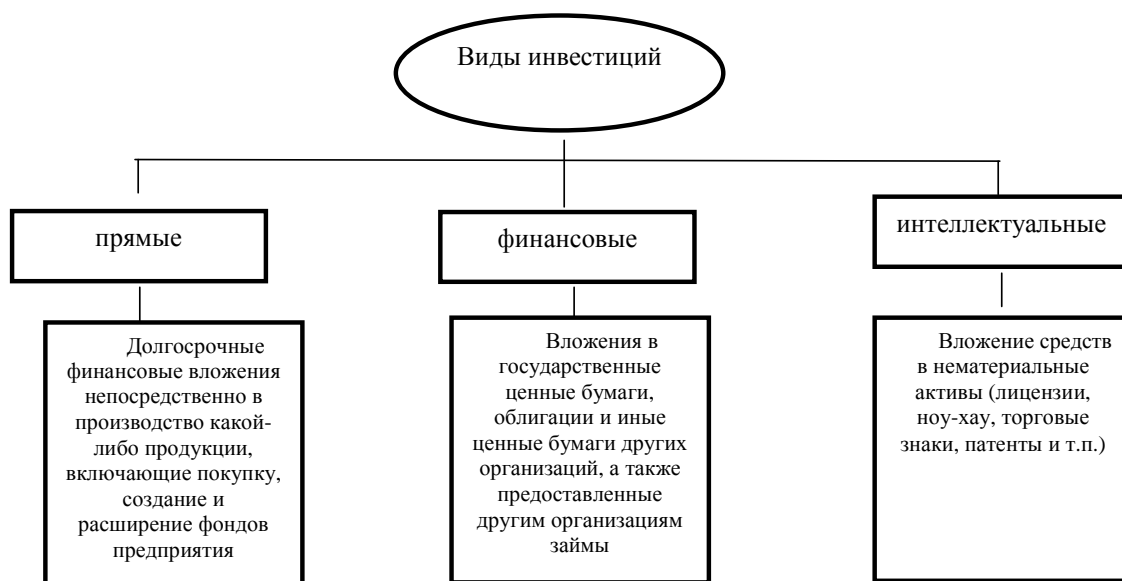 Виды инвестиций
прямые
финансовые
интеллектуальные
Долгосрочные
финансовые вложения
непосредственно в
производство какой-
либо продукции,
включающие покупку,
создание и
расширение фондов
предприятия
Вложения в
государственные
ценные бумаги,
облигации и иные
ценные бумаги других
организаций, а также
предоставленные
другим организациям
займы
Вложение средств
в нематериальные
активы (лицензии,
ноу-хау, торговые
знаки, патенты и т.п.)